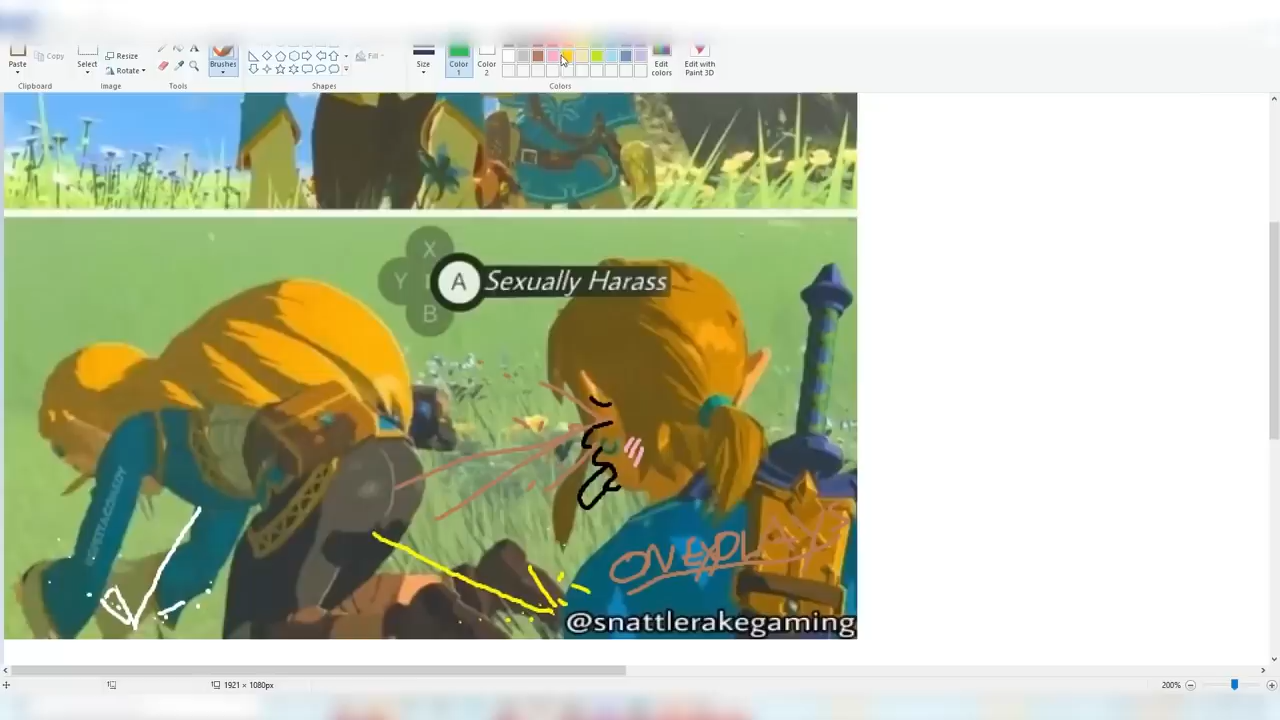 Paste
Copy
Select
Resize
Rotate
A
Brushes
Fill
Size
Color 1
Color 2
Edit colors
Edit with Paint 3D
Clipboard
Image
Tools
Shapes
Colors
X
Y
A Sexually Harass
B
@snattlerakegaming
1921 × 1080px
200%